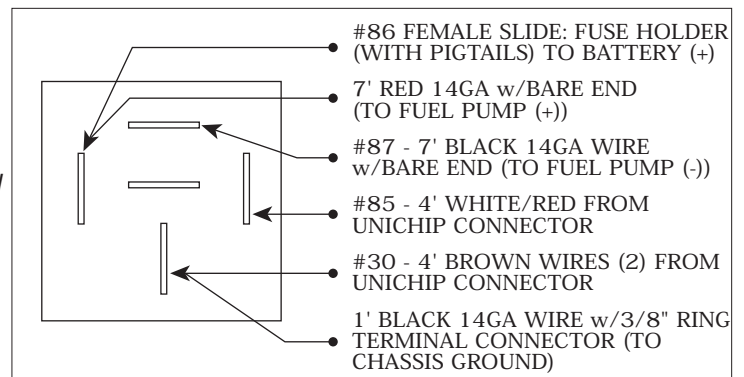 #86 FEMALE SLIDE: FUSE HOLDER
(WITH PIGTAILS) TO BATTERY (+)
7' RED 14GA w/BARE END
(TO FUEL PUMP (+))
#87 - 7' BLACK 14GA WIRE
w/BARE END (TO FUEL PUMP (-))
#85 - 4' WHITE/RED FROM
UNICHIP CONNECTOR
#30 - 4' BROWN WIRES (2) FROM
UNICHIP CONNECTOR
1' BLACK 14GA WIRE w/3/8" RING
TERMINAL CONNECTOR (TO
CHASSIS GROUND)